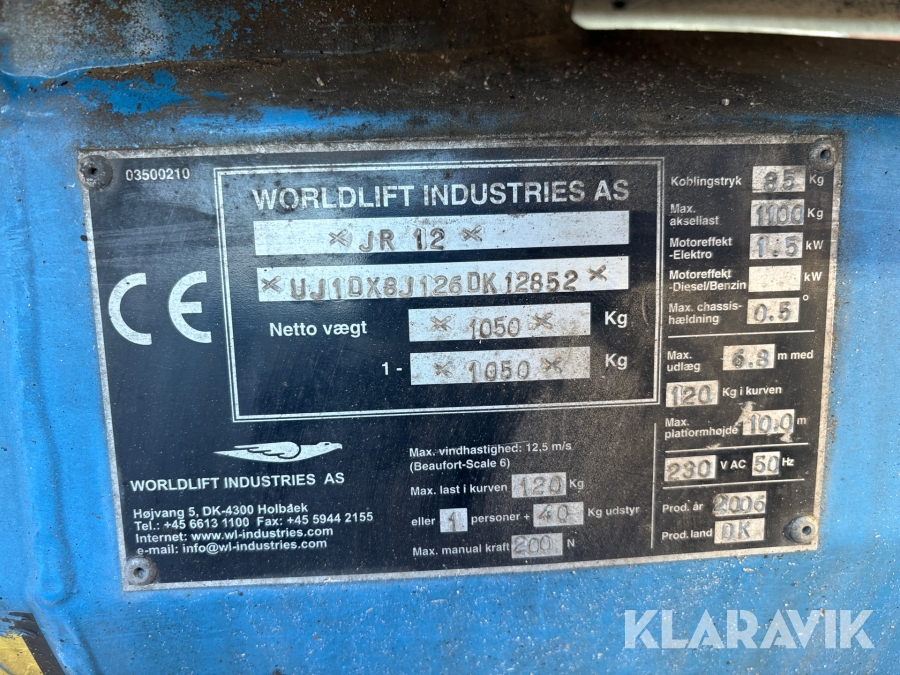 03500210
WORLDLIFT INDUSTRIES AS
JR 12
UJ1DX8J126DK12852
Netto vægt 1050 Kg
1 - 1050 Kg
CE
WORLDLIFT INDUSTRIES AS
Højvang 5, DK-4300 Holbåek
Tel.: +45 6613 1100 Fax: +45 5944 2155
Internet: www.wl-industries.com
e-mail: info@wl-industries.com
Max. vindhastighed: 12,5 m/s
(Beaufort-Scale 6)
Max. last i kurven 120 Kg
eller 1 personer + 40 Kg udstyr
Max. manual kraft 200 N
Koblingstryk 85 Kg
Max.
aksellast 1100 Kg
Motoreffekt
-Elektro 1.5 kW
Motoreffekt
-Diesel/Benzin kW
Max. chassis-
hældning 0.5 °
Max.
udlæg 6.8 m med
120 Kg i kurven
Max.
platformhøjde 10.0 m
230 V AC 50 Hz
Prod. år 2006
Prod. land DK
KLARAVIK